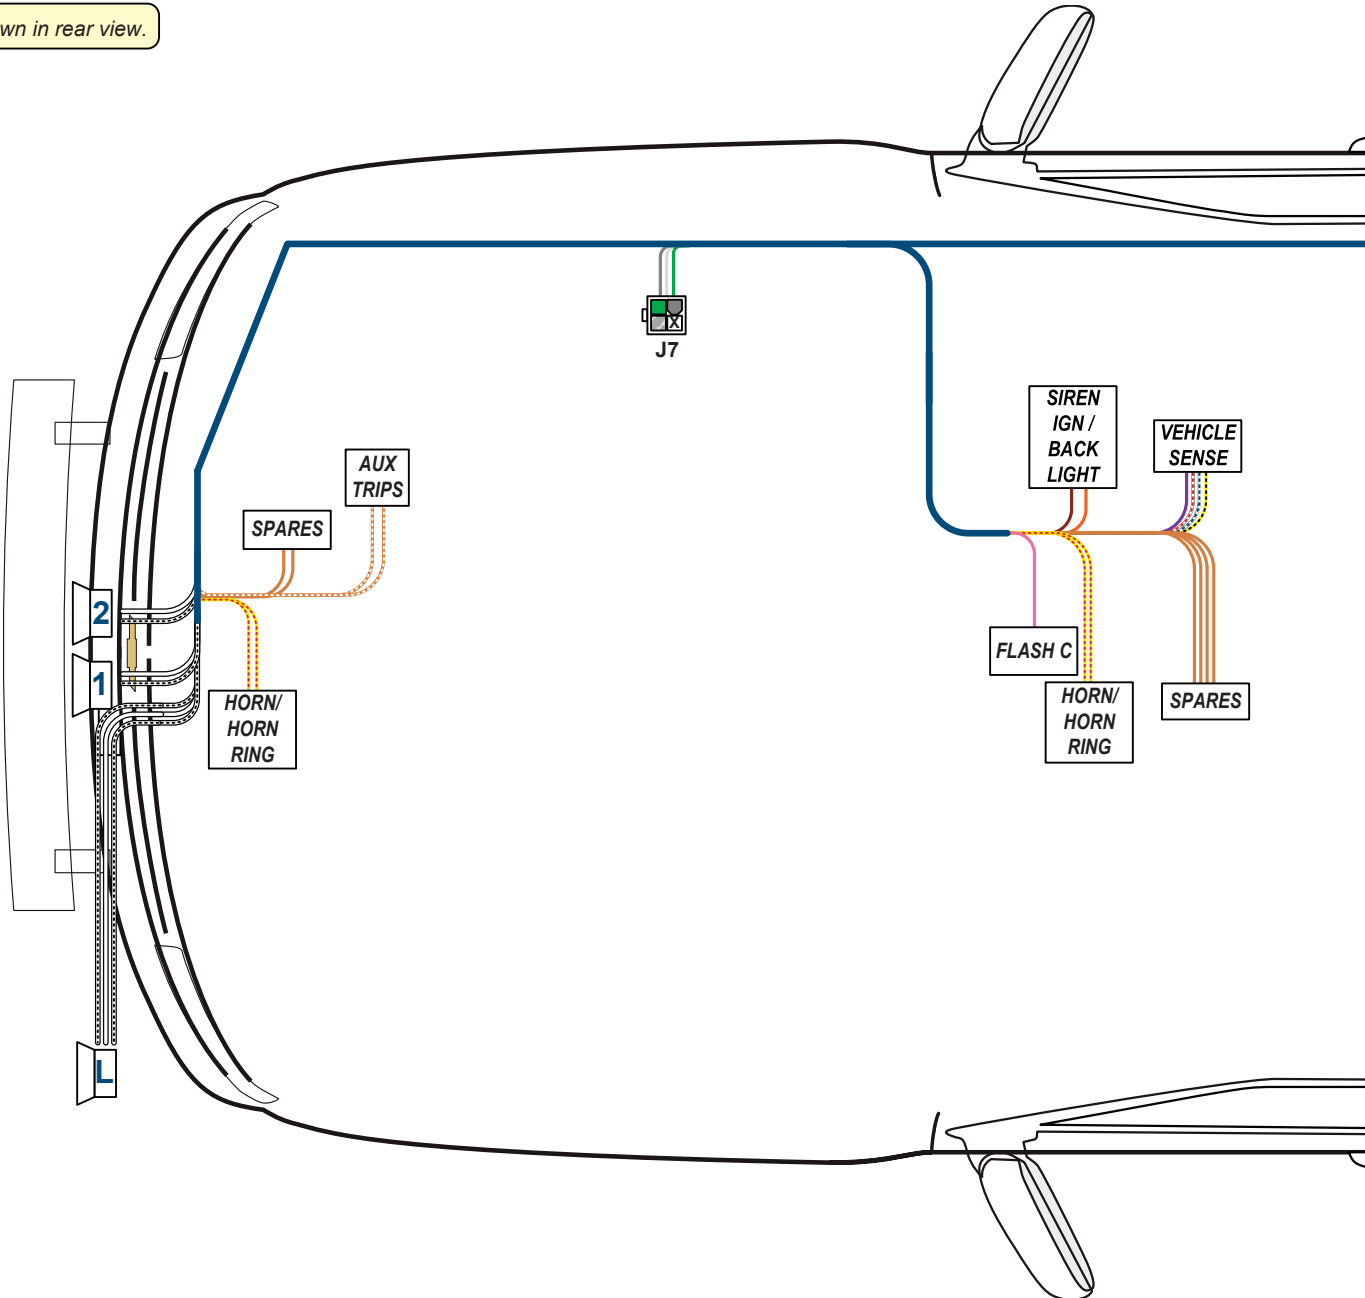 wn in rear view.
J7
SIREN
IGN /
BACK
LIGHT
VEHICLE
SENSE
AUX
TRIPS
SPARES
2
1
HORN/
HORN
RING
FLASH C
HORN/
HORN
RING
SPARES
L
X